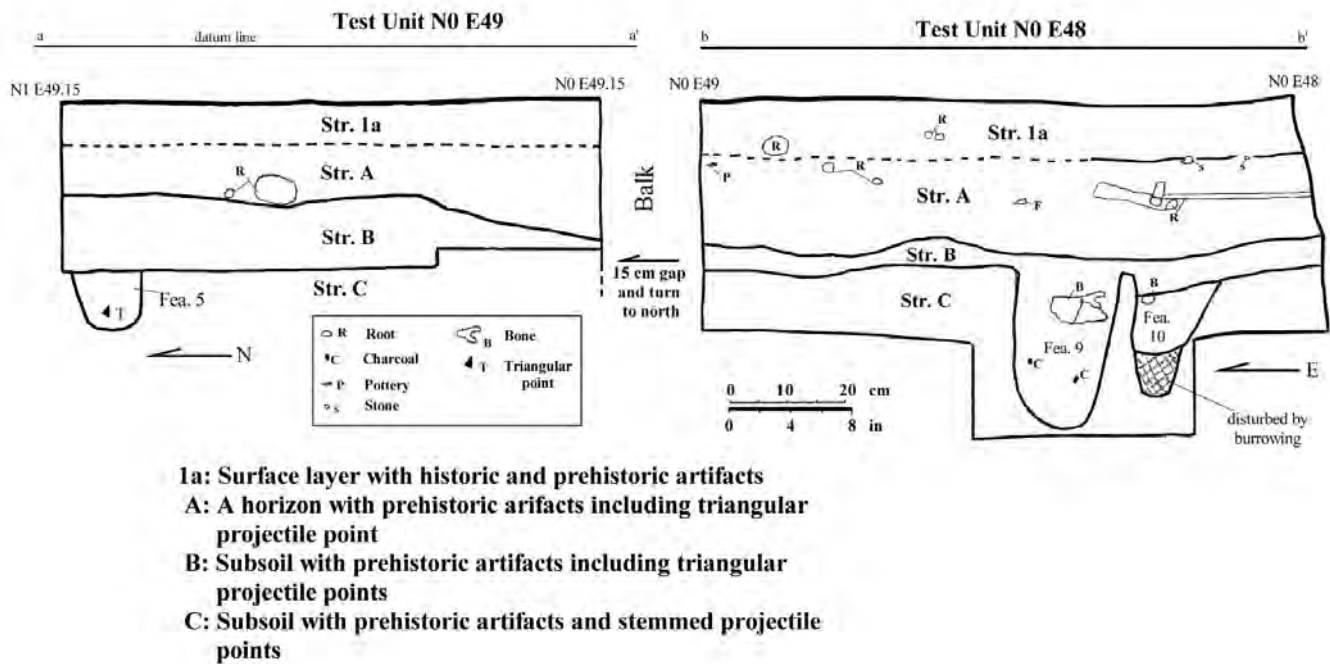 Test Unit N0 E49
a
datum line
a'
N1 E49.15
N0 E49.15
Str. 1a
Str. A
R
Str. B
Str. C
Fea. 5
T
N
R Root
C Charcoal
P Pottery
S Stone
B Bone
T Triangular
point
Balk
15 cm gap
and turn
to north
Test Unit N0 E48
b
b'
N0 E49
N0 E48
R
Str. 1a
R
P
R
S
S
Str. A
F
R
Str. B
Str. C
B
B
Fea. 9
Fea.
10
C
C
E
0 10 20 cm
0 4 8 in
disturbed by
burrowing
1a: Surface layer with historic and prehistoric artifacts
A: A horizon with prehistoric arifacts including triangular
projectile point
B: Subsoil with prehistoric artifacts including triangular
projectile points
C: Subsoil with prehistoric artifacts and stemmed projectile
points